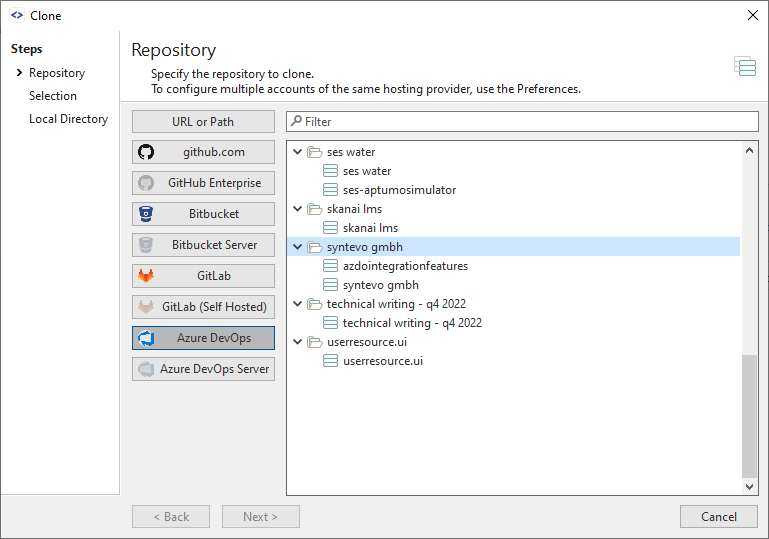 Clone
Steps
Repository
Selection
Local Directory
Repository
Specify the repository to clone.
To configure multiple accounts of the same hosting provider, use the Preferences.
URL or Path
github.com
GitHub Enterprise
Bitbucket
Bitbucket Server
GitLab
GitLab (Self Hosted)
Azure DevOps
Azure DevOps Server
Filter
ses water
ses water
ses-aptumosimulator
skanai lms
skanai lms
syntevo gmbh
azdointegrationfeatures
syntevo gmbh
technical writing - q4 2022
technical writing - q4 2022
userresource.ui
userresource.ui
< Back
Next >
Cancel